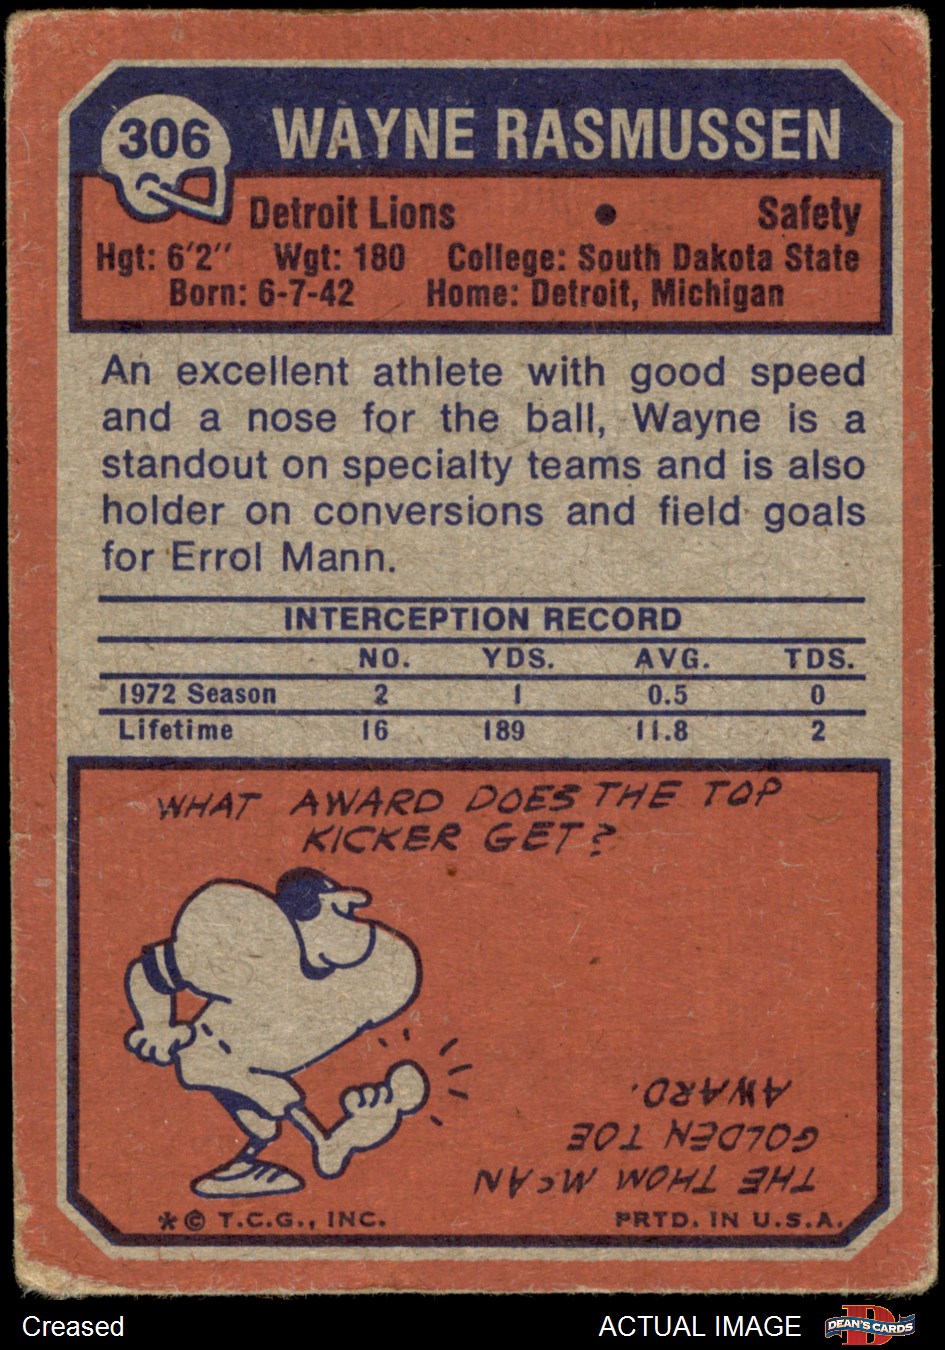 306
WAYNE RASMUSSEN
Detroit Lions • Safety
Hgt: 6'2'' Wgt: 180 College: South Dakota State
Born: 6-7-42 Home: Detroit, Michigan
An excellent athlete with good speed
and a nose for the ball, Wayne is a
standout on specialty teams and is also
holder on conversions and field goals
for Errol Mann.
INTERCEPTION RECORD
NO. YDS. AVG. TDS.
1972 Season 2 1 0.5 0
Lifetime 16 189 11.8 2
WHAT AWARD DOES THE TOP
KICKER GET?
THE THOM McAN
GOLDEN TOE
AWARD.
* © T.C.G., INC. PRTD. IN U.S.A.
Creased
ACTUAL IMAGE
DEAN'S CARDS